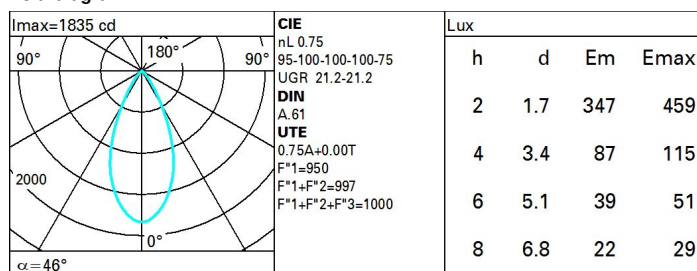 Imax=1835 cd
90° 180° 90°
2000
0°
α=46°
CIE
nL 0.75
95-100-100-100-75
UGR 21.2-21.2
DIN
A.61
UTE
0.75A+0.00T
F"1=950
F"1+F"2=997
F"1+F"2+F"3=1000
Lux
h d Em Emax
2 1.7 347 459
4 3.4 87 115
6 5.1 39 51
8 6.8 22 29